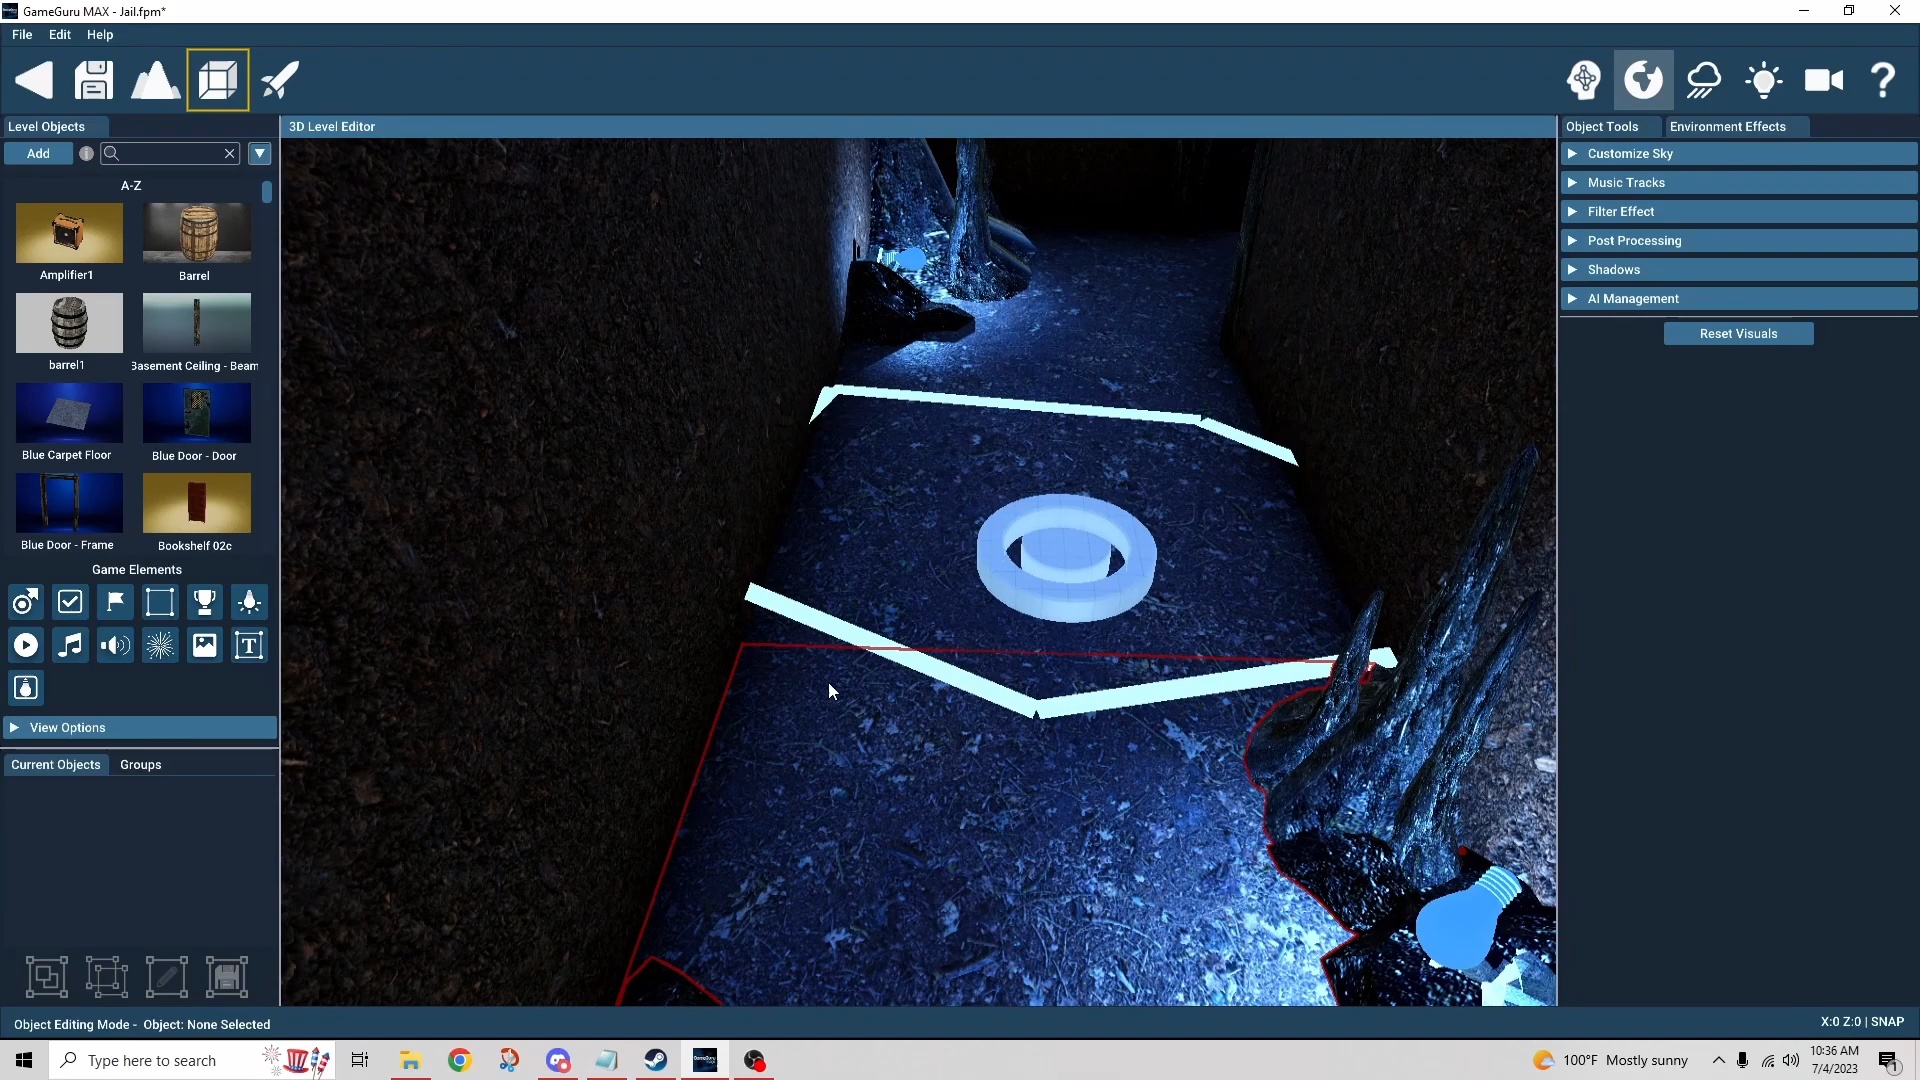 GameGuru MAX - Jail.fpm*
File Edit Help
Level Objects
3D Level Editor
Object Tools Environment Effects
Add
Customize Sky
A-Z
Music Tracks
Filter Effect
Post Processing
Amplifier1 Barrel
Shadows
AI Management
Reset Visuals
barrel1 Basement Ceiling - Beam
Blue Carpet Floor Blue Door - Door
Blue Door - Frame Bookshelf 02c
Game Elements
T
View Options
Current Objects Groups
Object Editing Mode - Object: None Selected
X:0 Z:0 | SNAP
Type here to search
100°F Mostly sunny
10:36 AM
7/4/2023
1